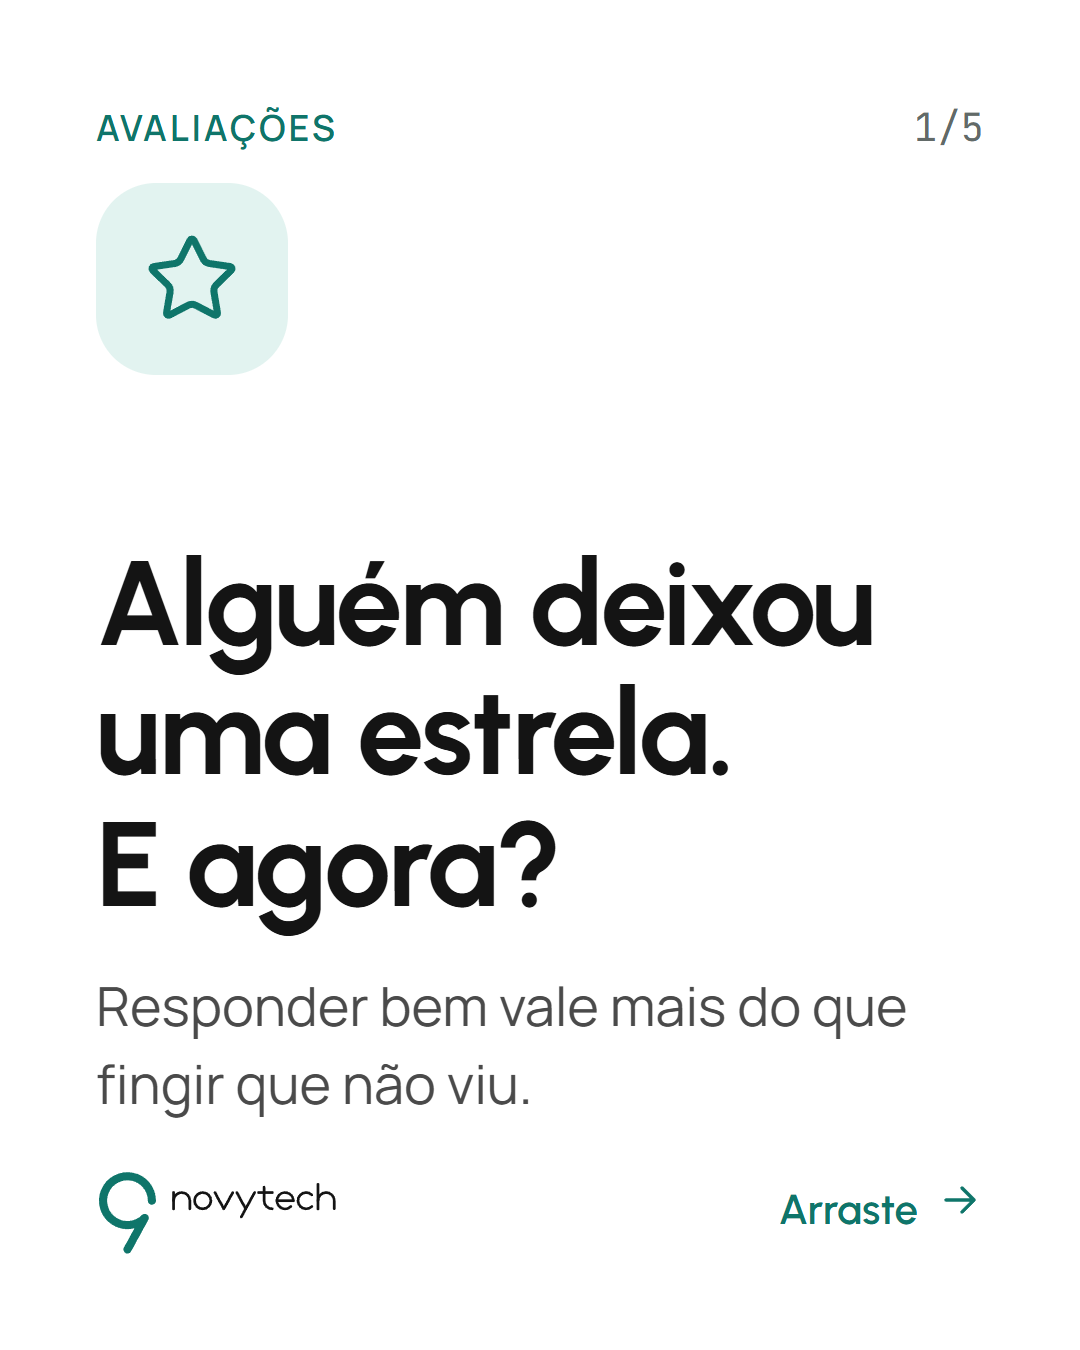 AVALIAÇÕES
1/5
Alguém deixou
uma estrela.
E agora?
Responder bem vale mais do que
fingir que não viu.
novytech
Arraste →